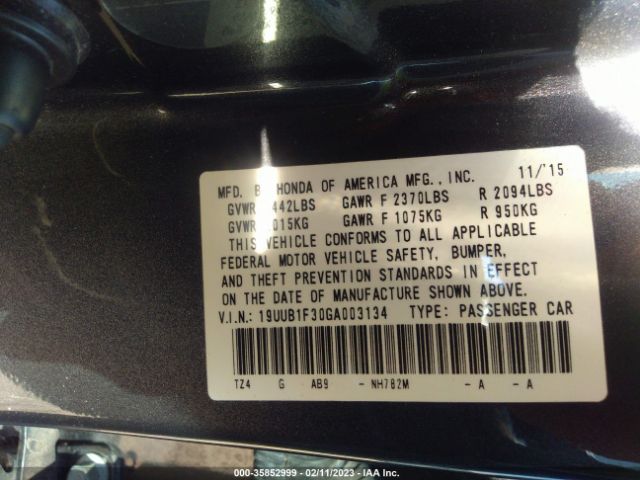 MFD. B HONDA OF AMERICA MFG., INC. 11/'15
GVWR 442LBS GAWR F 2370LBS R 2094LBS
GVWR 015KG GAWR F 1075KG R 950KG
THIS VEHICLE CONFORMS TO ALL APPLICABLE
FEDERAL MOTOR VEHICLE SAFETY, BUMPER,
AND THEFT PREVENTION STANDARDS IN EFFECT
ON THE DATE OF MANUFACTURE SHOWN ABOVE.
V.I.N.: 19UUB1F30GA003134 TYPE: PASSENGER CAR
TZ4 G AB9 - NH782M - A - A
000-35852999 - 02/11/2023 - IAA Inc.